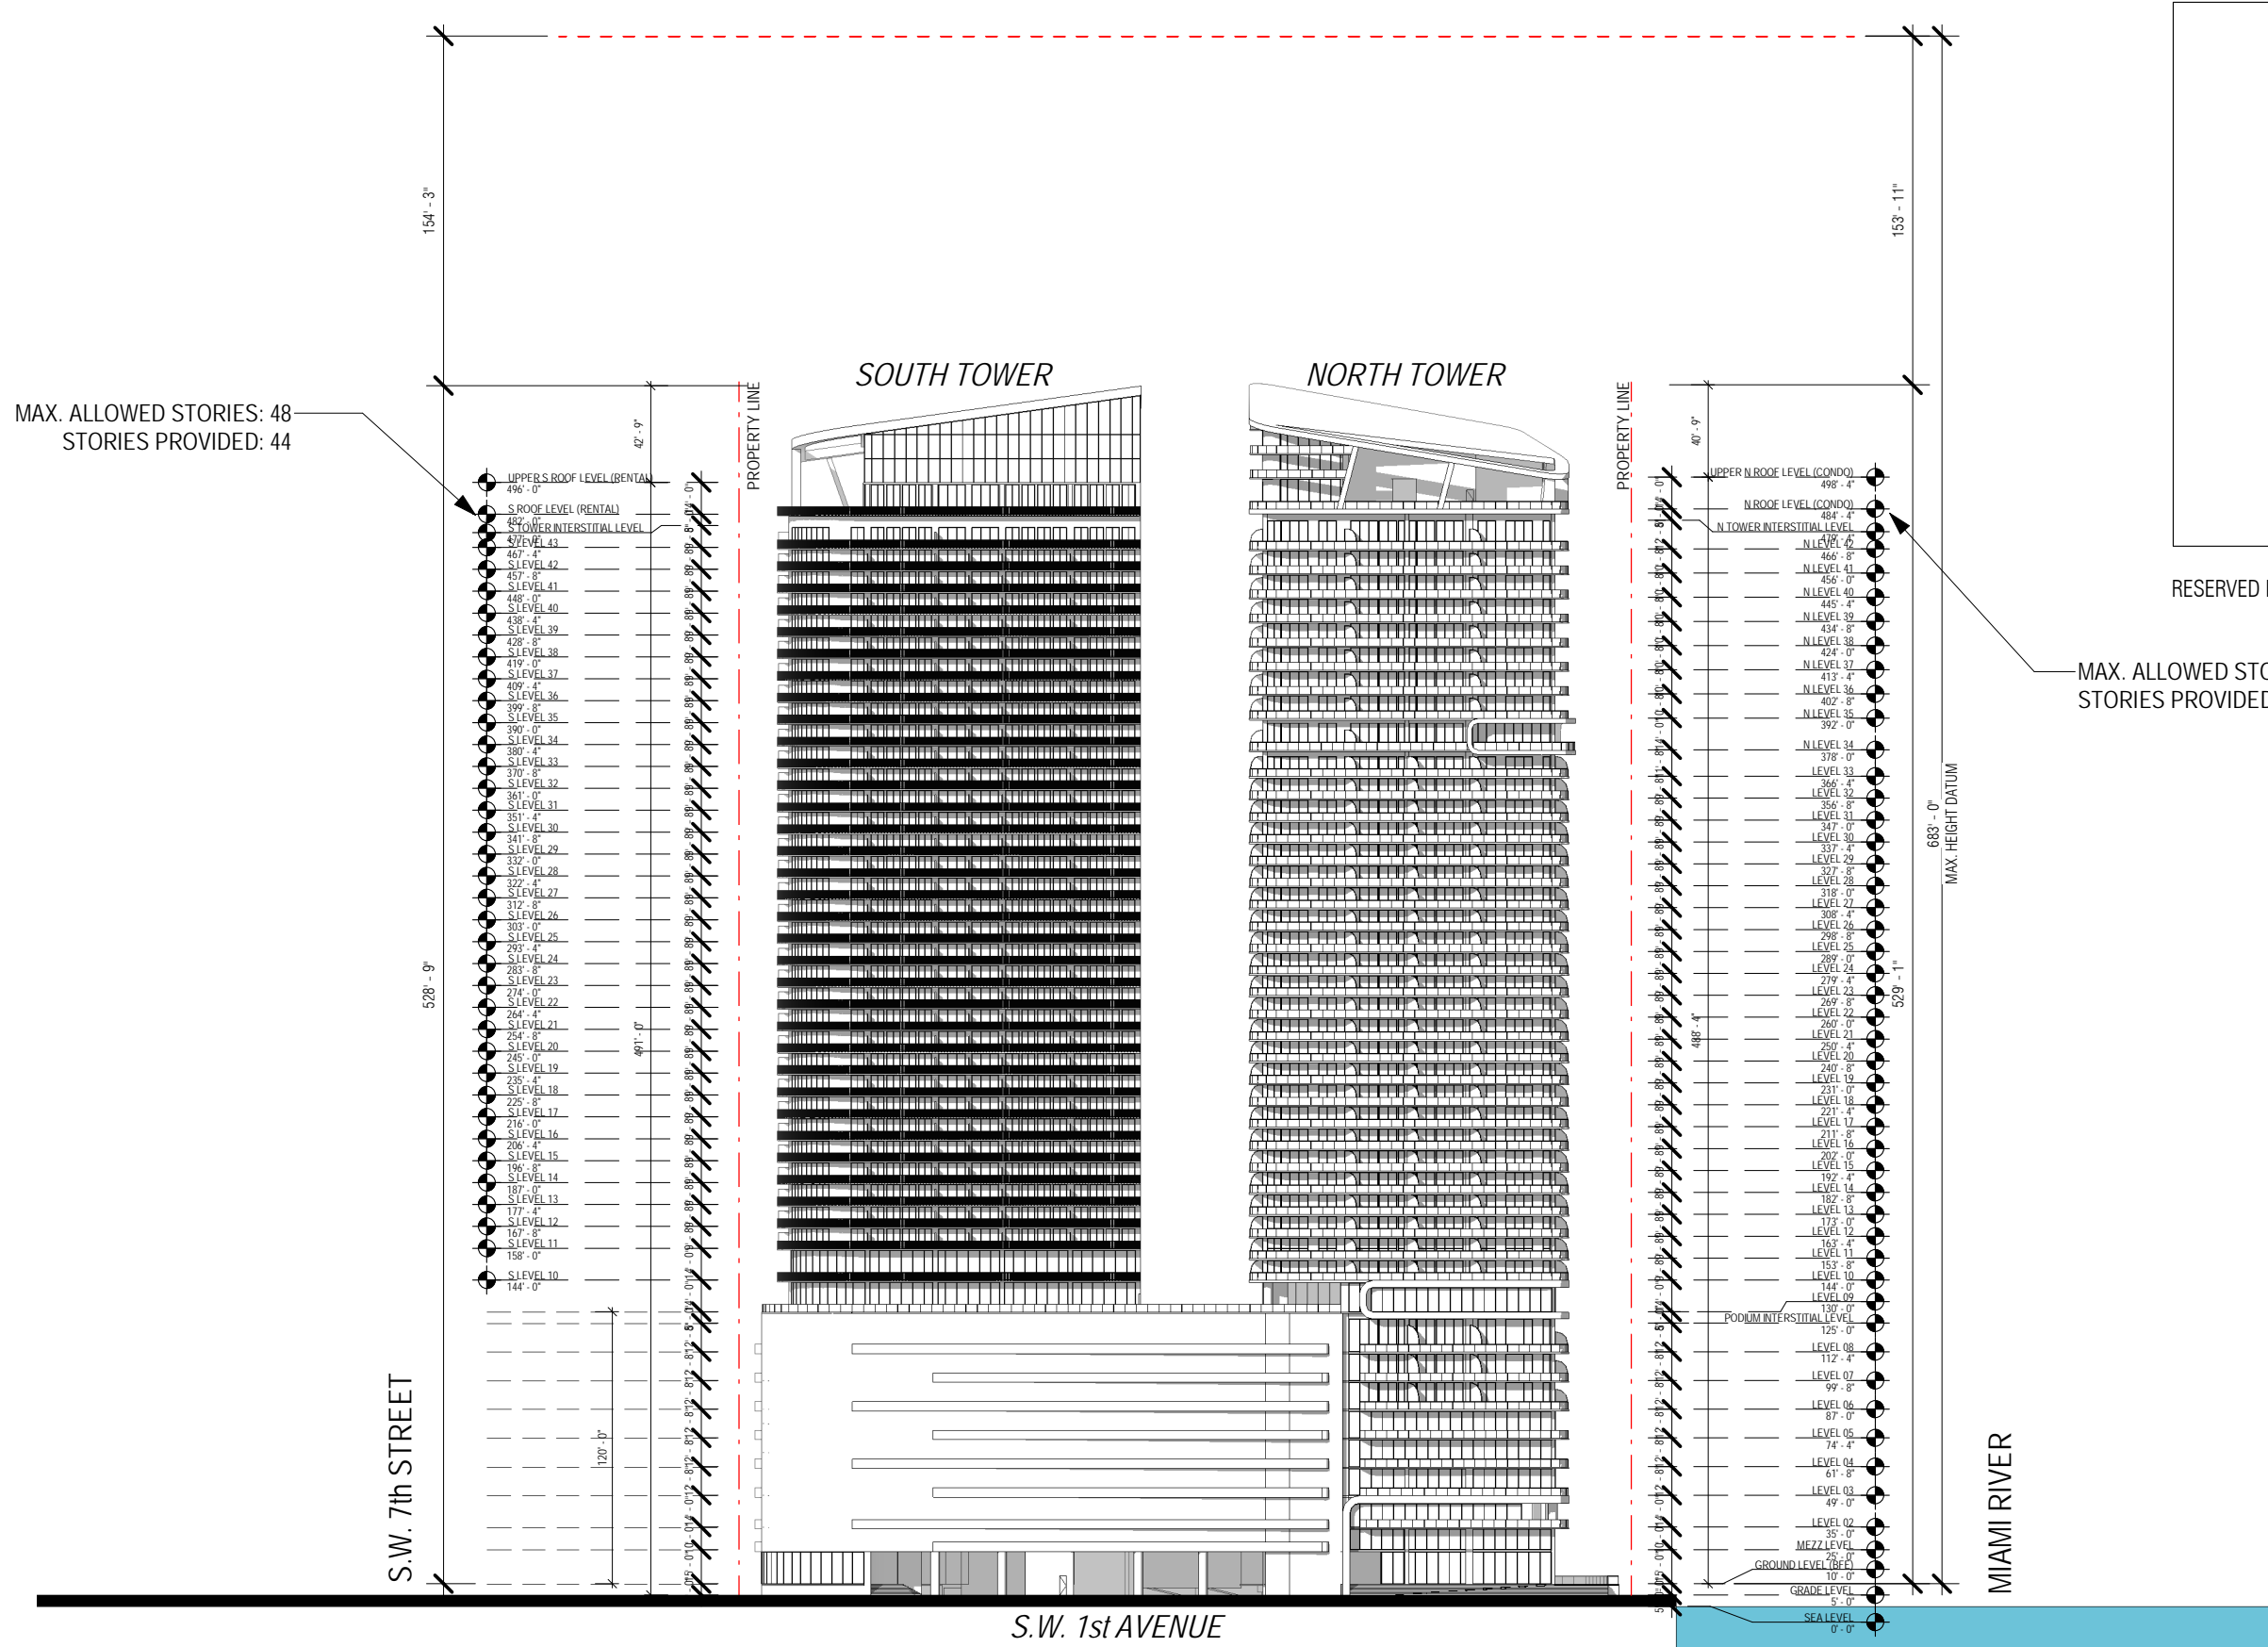 154' - 3"
153' - 11"
SOUTH TOWER
NORTH TOWER
MAX. ALLOWED STORIES: 48
STORIES PROVIDED: 44
PROPERTY LINE
PROPERTY LINE
42' - 9"
40' - 9"
UPPER S ROOF LEVEL (RENTAL)
496' - 0"
S ROOF LEVEL (RENTAL)
482' - 0"
S TOWER INTERSTITIAL LEVEL
477' - 0"
S LEVEL 43
467' - 4"
S LEVEL 42
457' - 8"
S LEVEL 41
448' - 0"
S LEVEL 40
438' - 4"
S LEVEL 39
428' - 8"
S LEVEL 38
419' - 0"
S LEVEL 37
409' - 4"
S LEVEL 36
399' - 8"
S LEVEL 35
390' - 0"
S LEVEL 34
380' - 4"
S LEVEL 33
370' - 8"
S LEVEL 32
361' - 0"
S LEVEL 31
351' - 4"
S LEVEL 30
341' - 8"
S LEVEL 29
332' - 0"
S LEVEL 28
322' - 4"
S LEVEL 27
312' - 8"
S LEVEL 26
303' - 0"
S LEVEL 25
293' - 4"
S LEVEL 24
283' - 8"
S LEVEL 23
274' - 0"
S LEVEL 22
264' - 4"
S LEVEL 21
254' - 8"
S LEVEL 20
245' - 0"
S LEVEL 19
235' - 4"
S LEVEL 18
225' - 8"
S LEVEL 17
216' - 0"
S LEVEL 16
206' - 4"
S LEVEL 15
196' - 8"
S LEVEL 14
187' - 0"
S LEVEL 13
177' - 4"
S LEVEL 12
167' - 8"
S LEVEL 11
158' - 0"
S LEVEL 10
144' - 0"
528' - 9"
491' - 0"
120' - 0"
S.W. 7th STREET
UPPER N ROOF LEVEL (CONDO)
498' - 4"
N ROOF LEVEL (CONDO)
484' - 4"
N TOWER INTERSTITIAL LEVEL
479' - 4"
N LEVEL 42
466' - 8"
N LEVEL 41
456' - 0"
N LEVEL 40
445' - 4"
N LEVEL 39
434' - 8"
N LEVEL 38
424' - 0"
N LEVEL 37
413' - 4"
N LEVEL 36
402' - 8"
N LEVEL 35
392' - 0"
N LEVEL 34
378' - 0"
LEVEL 33
366' - 4"
LEVEL 32
356' - 8"
LEVEL 31
347' - 0"
LEVEL 30
337' - 4"
LEVEL 29
327' - 8"
LEVEL 28
318' - 0"
LEVEL 27
308' - 4"
LEVEL 26
298' - 8"
LEVEL 25
289' - 0"
LEVEL 24
279' - 4"
LEVEL 23
269' - 8"
LEVEL 22
260' - 0"
LEVEL 21
250' - 4"
LEVEL 20
240' - 8"
LEVEL 19
231' - 0"
LEVEL 18
221' - 4"
LEVEL 17
211' - 8"
LEVEL 16
202' - 0"
LEVEL 15
192' - 4"
LEVEL 14
182' - 8"
LEVEL 13
173' - 0"
LEVEL 12
163' - 4"
LEVEL 11
153' - 8"
LEVEL 10
144' - 0"
LEVEL 09
130' - 0"
PODIUM INTERSTITIAL LEVEL
125' - 0"
LEVEL 08
112' - 4"
LEVEL 07
99' - 8"
LEVEL 06
87' - 0"
LEVEL 05
74' - 4"
LEVEL 04
61' - 8"
LEVEL 03
49' - 0"
LEVEL 02
35' - 0"
MEZZ LEVEL
25' - 0"
GROUND LEVEL (BFE)
10' - 0"
GRADE LEVEL
5' - 0"
SEA LEVEL
0' - 0"
488' - 4"
529' - 1"
683' - 0"
MAX. HEIGHT DATUM
RESERVED
MAX. ALLOWED
STORIES PROVIDED
MIAMI RIVER
S.W. 1st AVENUE